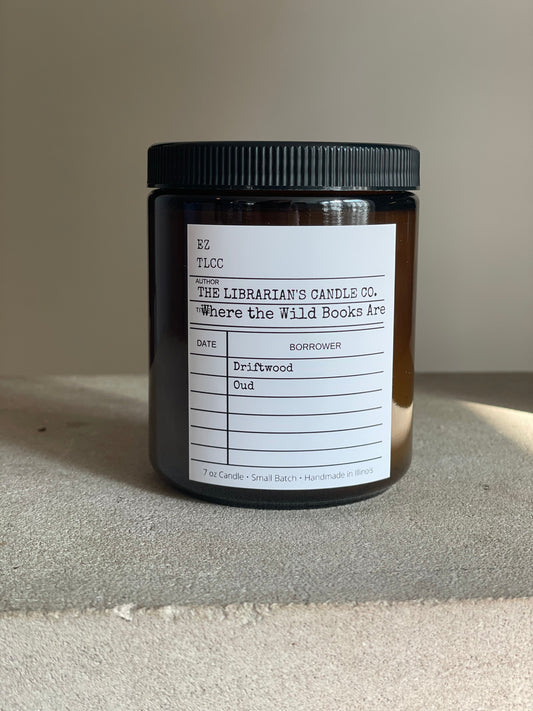 EZ
TLCC
AUTHOR
THE LIBRARIAN'S CANDLE CO.
Where the Wild Books Are
DATE BORROWER
Driftwood
Oud
7 oz Candle • Small Batch • Handmade in Illinois